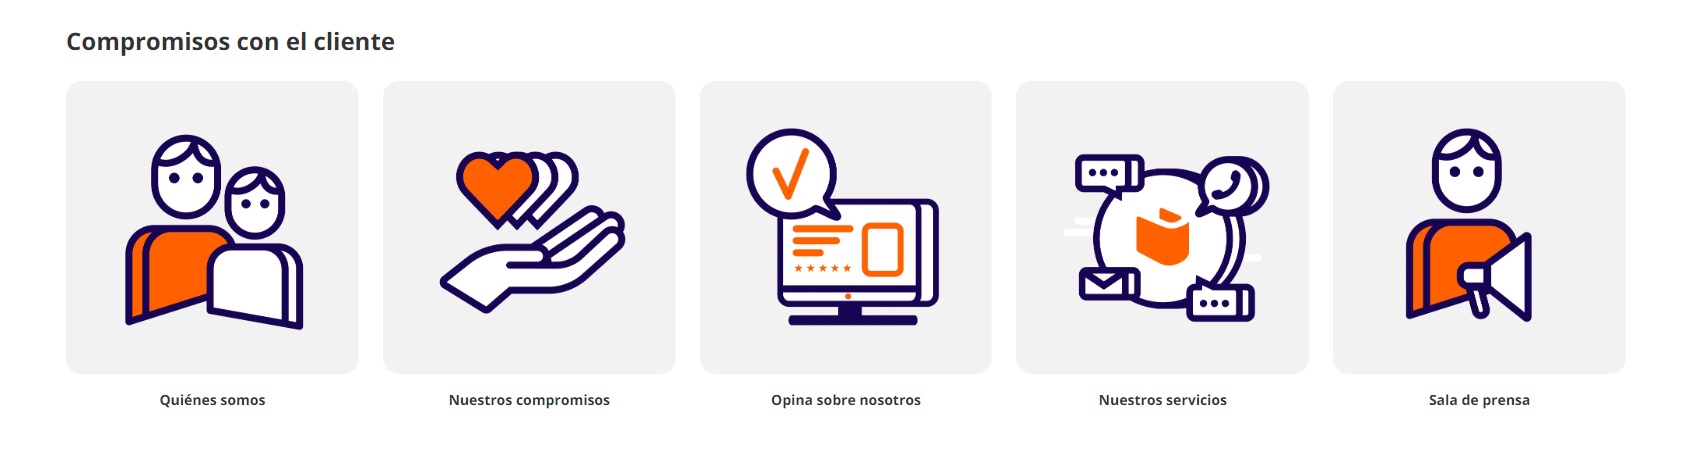 Compromisos con el cliente
Quiénes somos
Nuestros compromisos
Opina sobre nosotros
Nuestros servicios
Sala de prensa